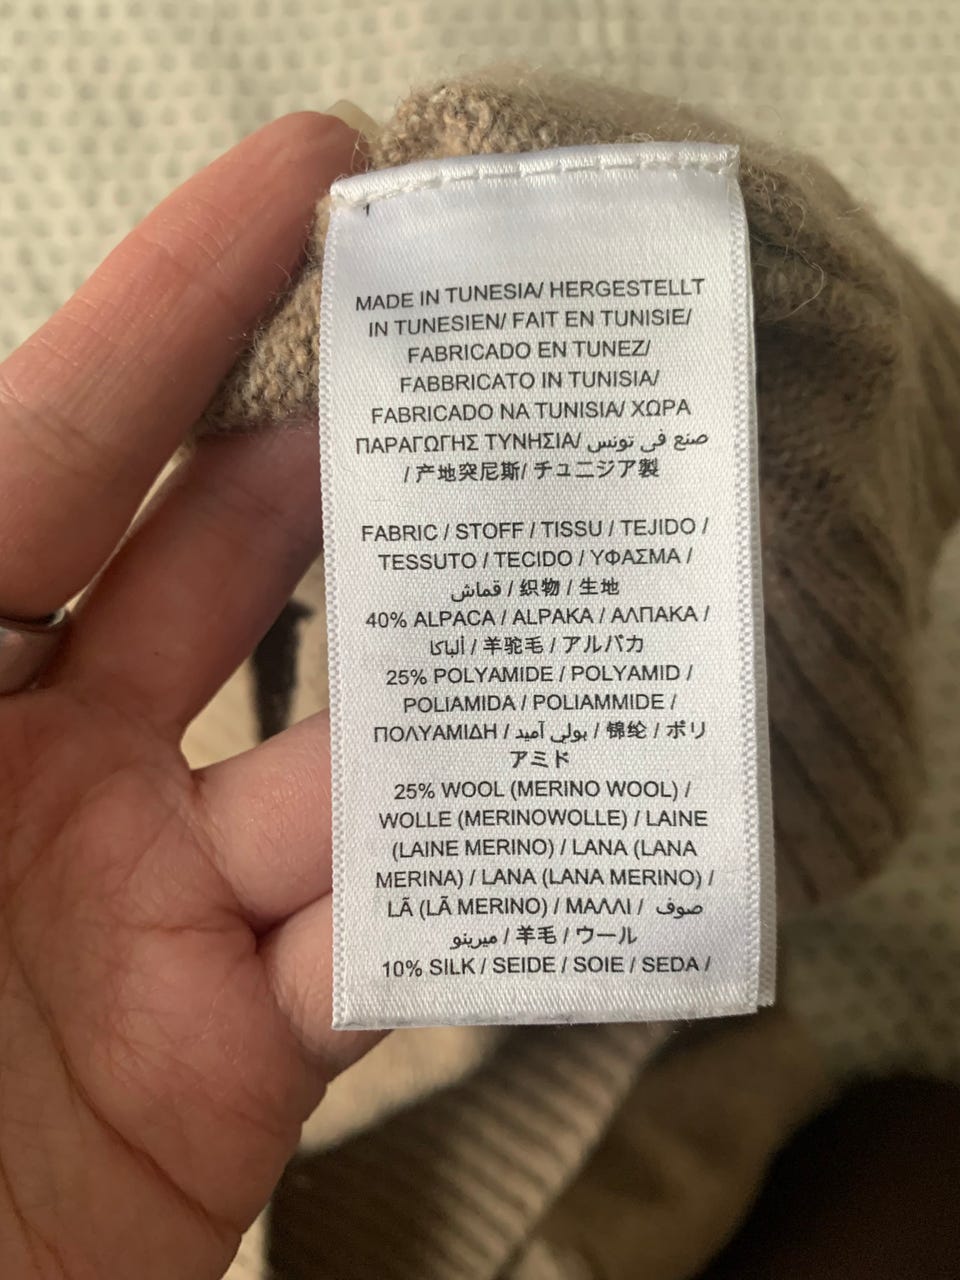 MADE IN TUNESIA/ HERGESTELLT
IN TUNESIEN/ FAIT EN TUNISIE/
FABRICADO EN TUNEZ/
FABBRICATO IN TUNISIA/
FABRICADO NA TUNISIA/ ΧΩΡΑ
ΠΑΡΑΓΩΓΗΣ ΤΥΝΗΣΙΑ/ صنع في تونس
/ 产地突尼斯/ チュニジア製
FABRIC / STOFF / TISSU / TEJIDO /
TESSUTO / TECIDO / ΥΦΑΣΜΑ /
قماش / 织物 / 生地
40% ALPACA / ALPAKA / ΑΛΠΑΚΑ /
ألباكا / 羊驼毛 / アルパカ
25% POLYAMIDE / POLYAMID /
POLIAMIDA / POLIAMMIDE /
ΠΟΛΥΑΜΙΔΗ / بولي آميد / 锦纶 / ポリ
アミド
25% WOOL (MERINO WOOL) /
WOLLE (MERINOWOLLE) / LAINE
(LAINE MERINO) / LANA (LANA
MERINA) / LANA (LANA MERINO) /
LÃ (LÃ MERINO) / ΜΑΛΛΙ / صوف
ميرينو / 羊毛 / ウール
10% SILK / SEIDE / SOIE / SEDA /